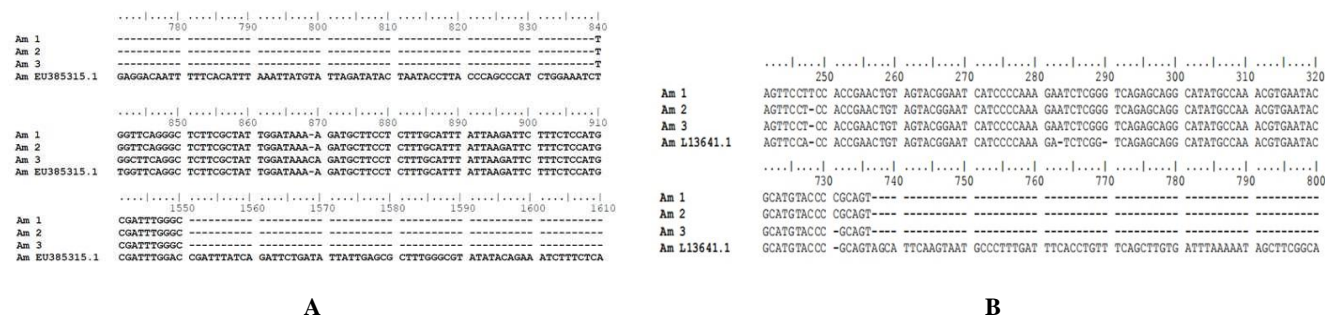 ....|....| ....|....| ....|....| ....|....| ....|....| ....|....| ....|....|
780 790 800 810 820 830 840
Am 1 ---------- ---------- ---------- ---------- ---------- ---------- ---------T
Am 2 ---------- ---------- ---------- ---------- ---------- ---------- ---------T
Am 3 ---------- ---------- ---------- ---------- ---------- ---------- ---------T
Am EU385315.1 GAGGACAATT TTTCACATTT AAATTATGTA TTAGATATAC TAATACCTTA CCCAGCCCAT CTGGAAATCT
....|....| ....|....| ....|....| ....|....| ....|....| ....|....| ....|....|
850 860 870 880 890 900 910
Am 1 GGTTCAGGGC TCTTCGCTAT TGGATAAA-A GATGCTTCCT CTTTGCATTT ATTAAGATTC TTTCTCCATG
Am 2 GGTTCAGGGC TCTTCGCTAT TGGATAAA-A GATGCTTCCT CTTTGCATTT ATTAAGATTC TTTCTCCATG
Am 3 GGCTTCAGGC TCTTCGCTAT TGGATAAACA GATGCTTCCT CTTTGCATTT ATTAAGATTC TTTCTCCATG
Am EU385315.1 TGGTTCAGGC TCTTCGCTAT TGGATAAA-A GATGCTTCCT CTTTGCATTT ATTAAGATTC TTTCTCCATG
....|....| ....|....| ....|....| ....|....| ....|....| ....|....| ....|....|
1550 1560 1570 1580 1590 1600 1610
Am 1 CGATTTGGGC ---------- ---------- ---------- ---------- ---------- ----------
Am 2 CGATTTGGGC ---------- ---------- ---------- ---------- ---------- ----------
Am 3 CGATTTGGGC ---------- ---------- ---------- ---------- ---------- ----------
Am EU385315.1 CGATTTGGAC CGATTTATCA GATTCTGATA TTATTGAGCG CTTTGGGCGT ATATACAGAA ATCTTTCTCA
A
....|....| ....|....| ....|....| ....|....| ....|....| ....|....| ....|....| ....|....|
250 260 270 280 290 300 310 320
Am 1 AGTTCCTTCC ACCGAACTGT AGTACGGAAT CATCCCCAAA GAATCTCGGG TCAGAGCAGG CATATGCCAA ACGTGAATAC
Am 2 AGTTCCT-CC ACCGAACTGT AGTACGGAAT CATCCCCAAA GAATCTCGGG TCAGAGCAGG CATATGCCAA ACGTGAATAC
Am 3 AGTTCCT-CC ACCGAACTGT AGTACGGAAT CATCCCCAAA GAATCTCGGG TCAGAGCAGG CATATGCCAA ACGTGAATAC
Am L13641.1 AGTTCCA-CC ACCGAACTGT AGTACGGAAT CATCCCCAAA GA-TCTCGG- TCAGAGCAGG CATATGCCAA ACGTGAATAC
....|....| ....|....| ....|....| ....|....| ....|....| ....|....| ....|....| ....|....|
730 740 750 760 770 780 790 800
Am 1 GCATGTACCC CGCAGT---- ---------- ---------- ---------- ---------- ---------- ----------
Am 2 GCATGTACCC -GCAGT---- ---------- ---------- ---------- ---------- ---------- ----------
Am 3 GCATGTACCC -GCAGT---- ---------- ---------- ---------- ---------- ---------- ----------
Am L13641.1 GCATGTACCC -GCAGTAGCA TTCAAGTAAT GCCCTTTGAT TTCACCTGTT TCAGCTTGTG ATTTAAAAAT AGCTTCGGCA
B